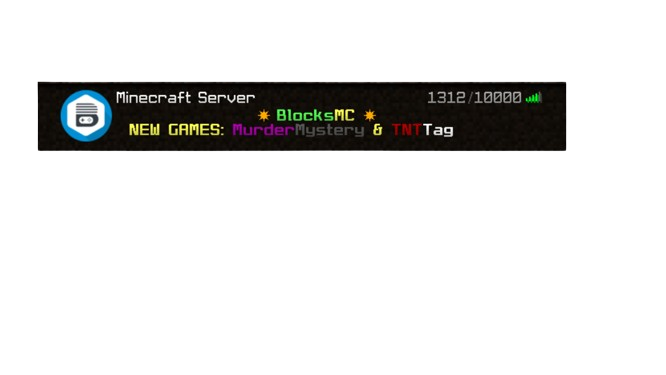 Minecraft Server 1312/10000
✴ BlocksMC ✴
NEW GAMES: MurderMystery & TNTTag